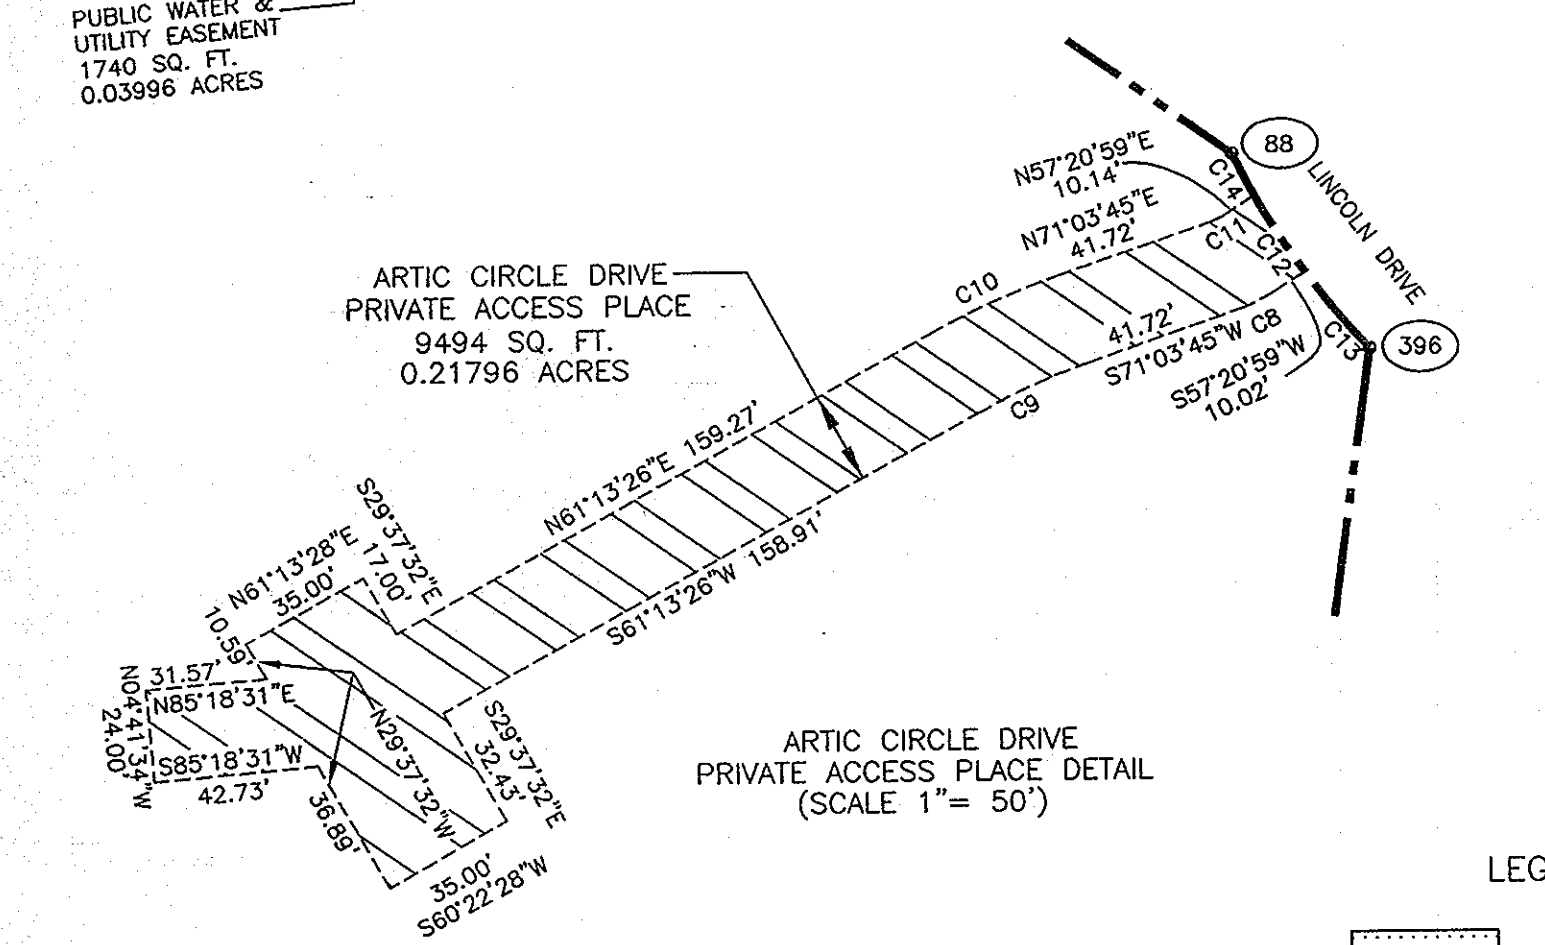 PUBLIC WATER &
UTILITY EASEMENT
1740 SQ. FT.
0.03996 ACRES
88
LINCOLN DRIVE
396
C14
N57°20'59"E
10.14'
N71°03'45"E
41.72'
C11
C12
C13
C10
ARTIC CIRCLE DRIVE
PRIVATE ACCESS PLACE
9494 SQ. FT.
0.21796 ACRES
41.72'
S71°03'45"W
C8
S57°20'59"W
10.02'
C9
N61°13'26"E 159.27'
S61°13'26"W 158.91'
S29°37'32"E
17.00'
N61°13'28"E
35.00'
10.59'
31.57'
N85°18'31"E
N04°41'34"W
24.00'
S85°18'31"W
42.73'
N29°37'32"W
36.89'
S29°37'32"E
32.43'
35.00'
S60°22'28"W
ARTIC CIRCLE DRIVE
PRIVATE ACCESS PLACE DETAIL
(SCALE 1"= 50')
LEG